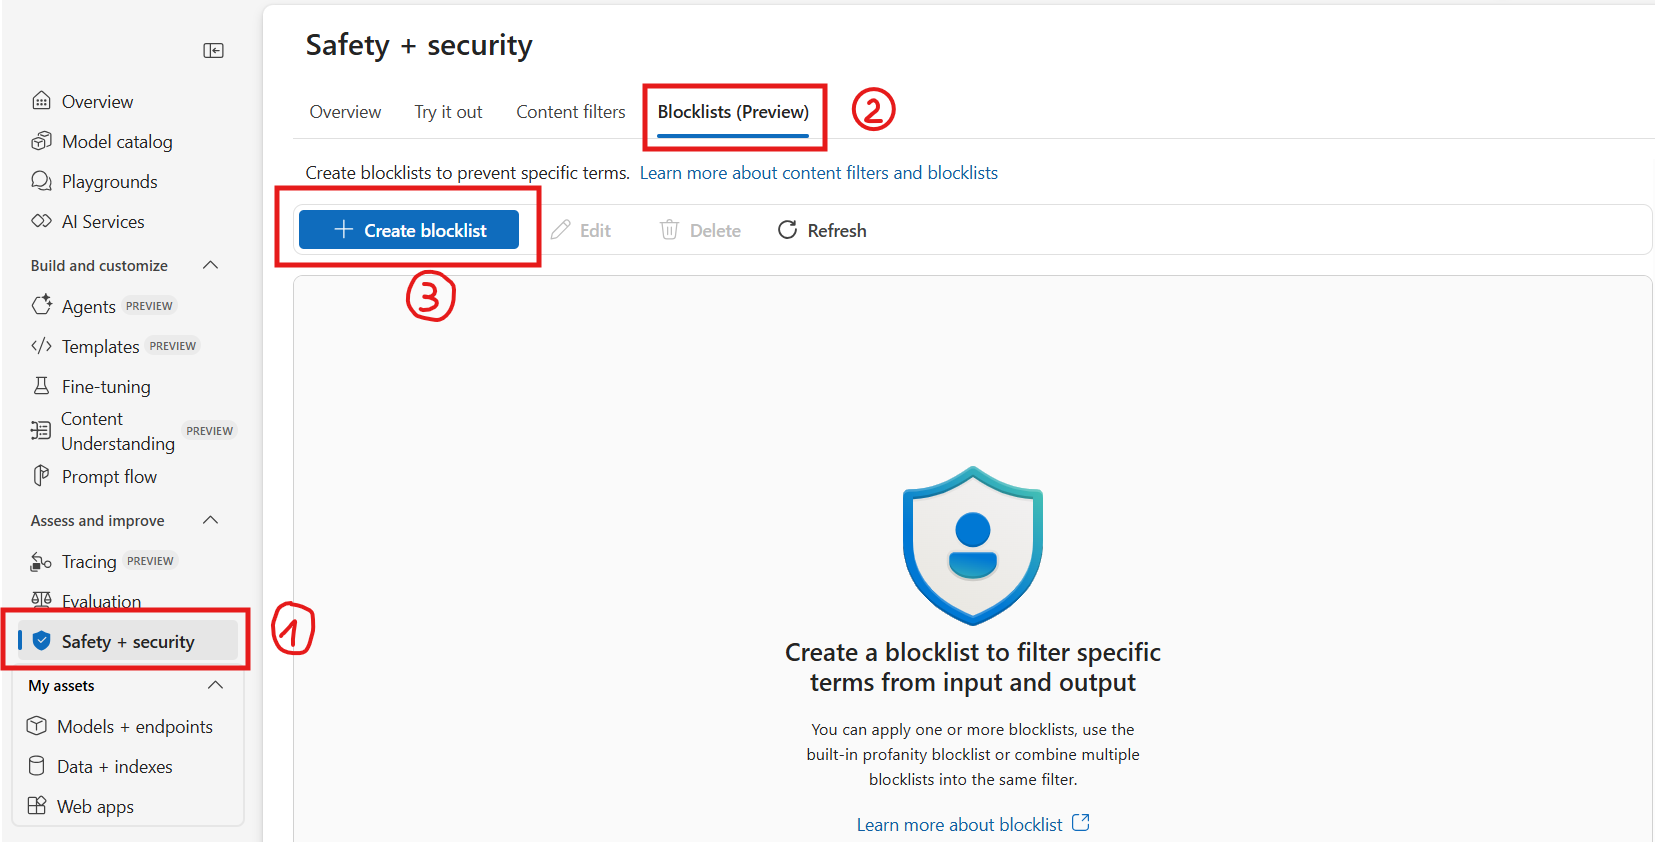 Overview
Model catalog
Playgrounds
AI Services
Build and customize
Agents PREVIEW
Templates PREVIEW
Fine-tuning
Content
Understanding PREVIEW
Prompt flow
Assess and improve
Tracing PREVIEW
Evaluation
Safety + security
1
My assets
Models + endpoints
Data + indexes
Web apps
Safety + security
Overview Try it out Content filters Blocklists (Preview) 2
Create blocklists to prevent specific terms. Learn more about content filters and blocklists
Create blocklist Edit Delete Refresh
3
Create a blocklist to filter specific
terms from input and output
You can apply one or more blocklists, use the
built-in profanity blocklist or combine multiple
blocklists into the same filter.
Learn more about blocklist